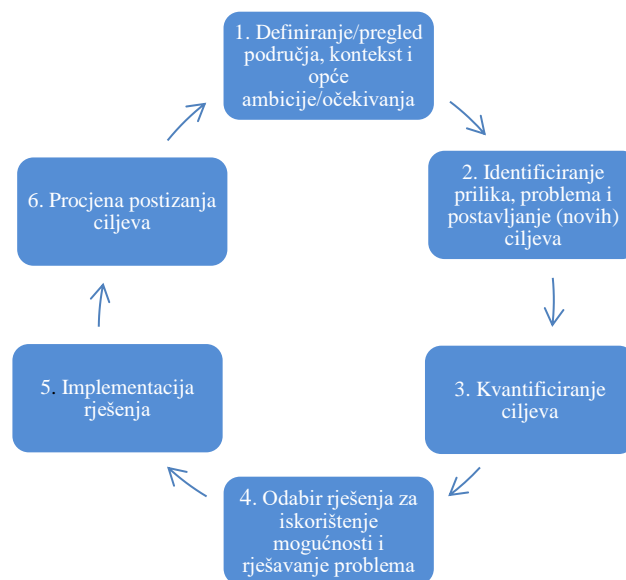 1. Definiranje/pregled
područja, kontekst i
opće
ambicije/očekivanja
2. Identificiranje
prilika, problema i
postavljanje (novih)
ciljeva
3. Kvantificiranje
ciljeva
4. Odabir rješenja za
iskorištenje
mogućnosti i
rješavanje problema
5. Implementacija
rješenja
6. Procjena postizanja
ciljeva